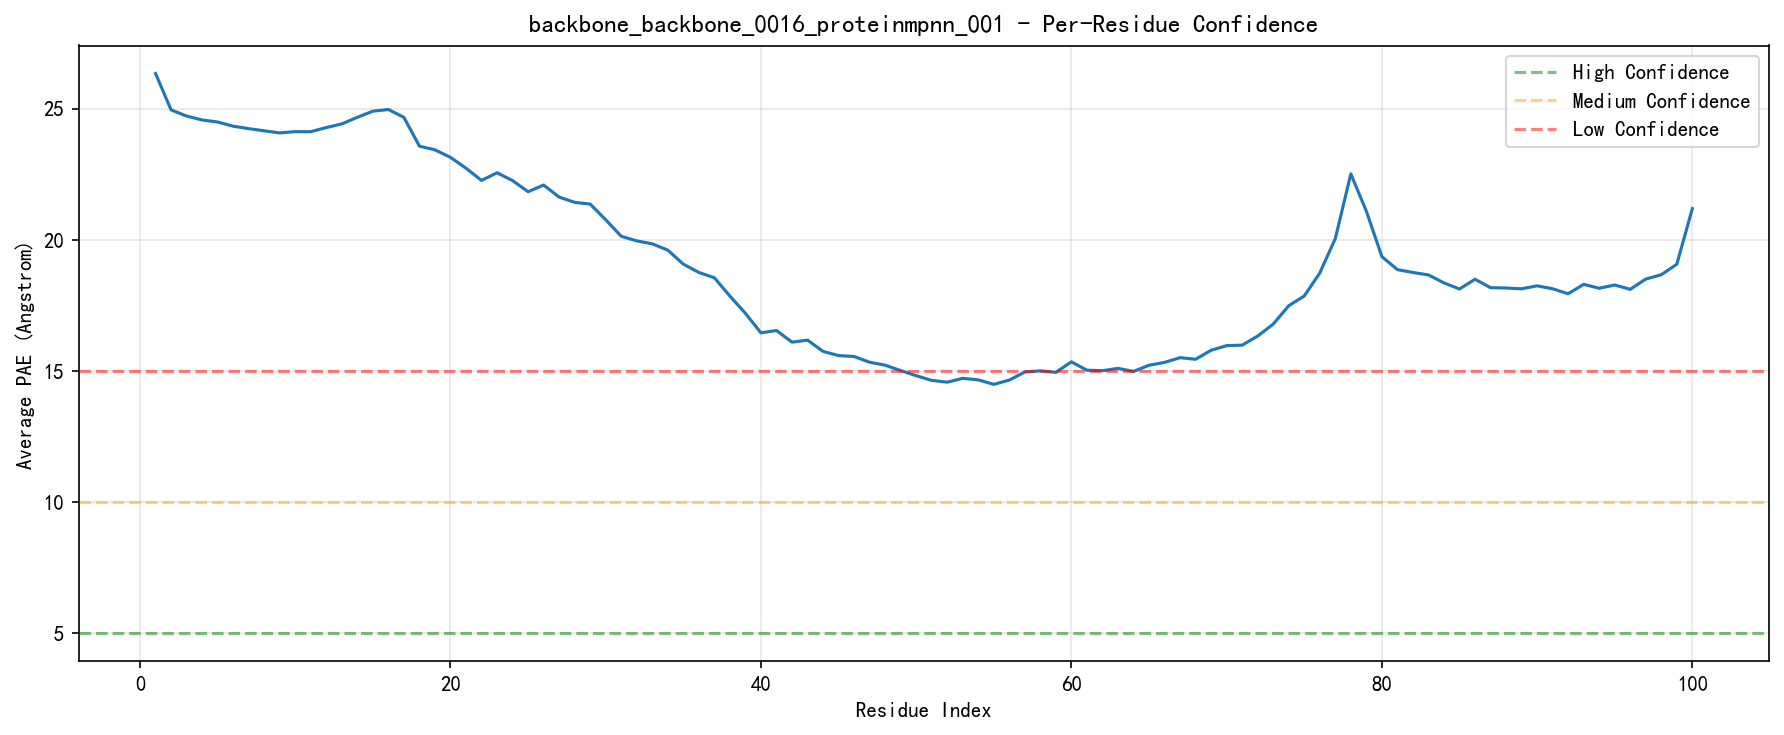 backbone_backbone_0016_proteinmpnn_001 - Per-Residue Confidence
High Confidence
Medium Confidence
Low Confidence
Average PAE (Angstrom)
25
20
15
10
5
0 20 40 60 80 100
Residue Index